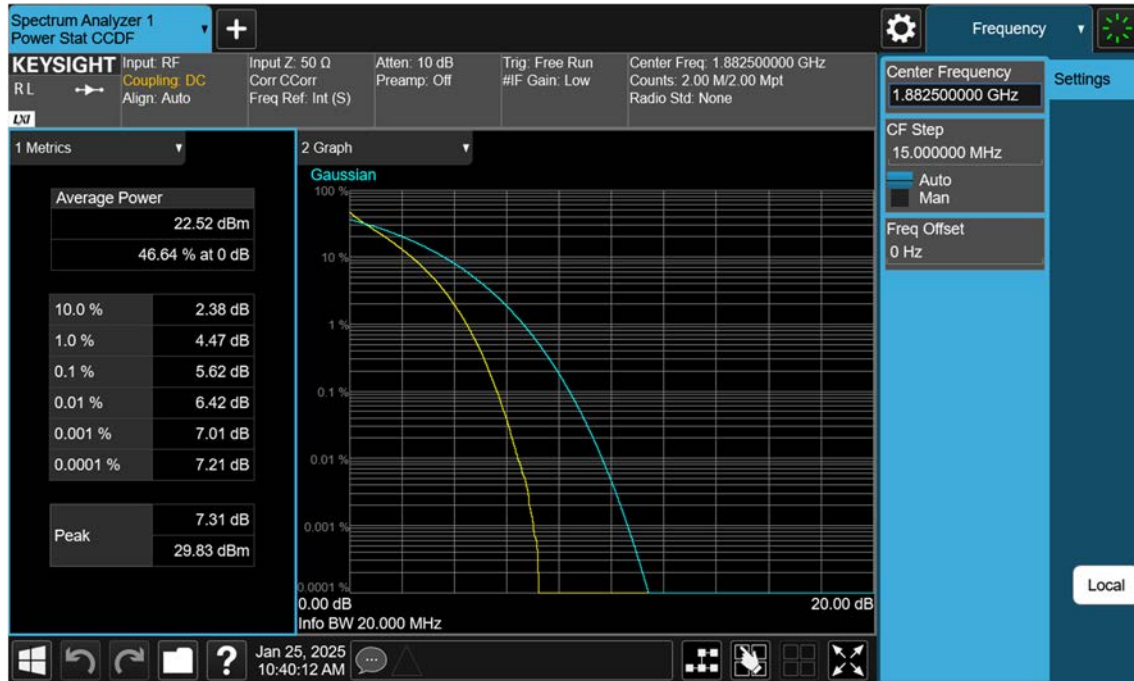 Spectrum Analyzer 1
Power Stat CCDF
+
Frequency
KEYSIGHT
RL
LXI
Input: RF
Coupling: DC
Align: Auto
Input Z: 50 Ω
Corr CCorr
Freq Ref: Int (S)
Atten: 10 dB
Preamp: Off
Trig: Free Run
#IF Gain: Low
Center Freq: 1.882500000 GHz
Counts: 2.00 M/2.00 Mpt
Radio Std: None
Center Frequency
1.882500000 GHz
Settings
CF Step
15.000000 MHz
Auto
Man
Freq Offset
0 Hz
Local
1 Metrics
Average Power
22.52 dBm
46.64 % at 0 dB
10.0 % 2.38 dB
1.0 % 4.47 dB
0.1 % 5.62 dB
0.01 % 6.42 dB
0.001 % 7.01 dB
0.0001 % 7.21 dB
Peak
7.31 dB
29.83 dBm
2 Graph
Gaussian
100 %
10 %
1 %
0.1 %
0.01 %
0.001 %
0.0001 %
0.00 dB 20.00 dB
Info BW 20.000 MHz
?
Jan 25, 2025
10:40:12 AM